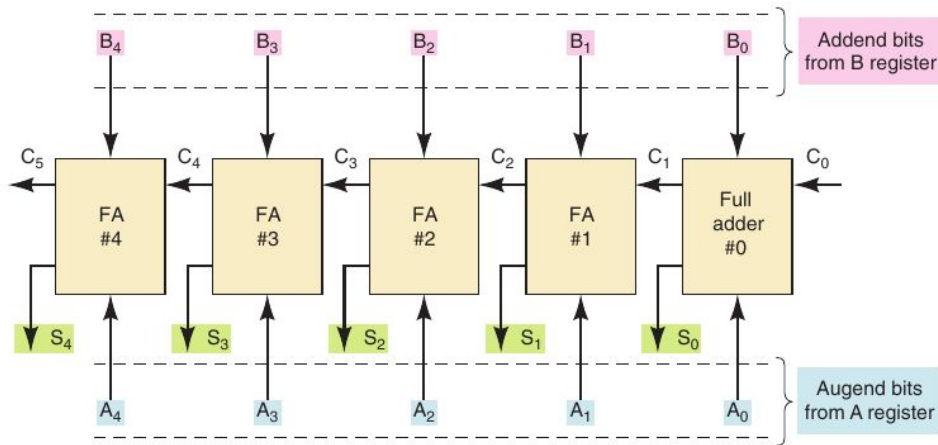 B₄ B₃ B₂ B₁ B₀
Addend bits
from B register
C₅ C₄ C₃ C₂ C₁ C₀
FA
#4
FA
#3
FA
#2
FA
#1
Full
adder
#0
S₄ S₃ S₂ S₁ S₀
A₄ A₃ A₂ A₁ A₀
Augend bits
from A register